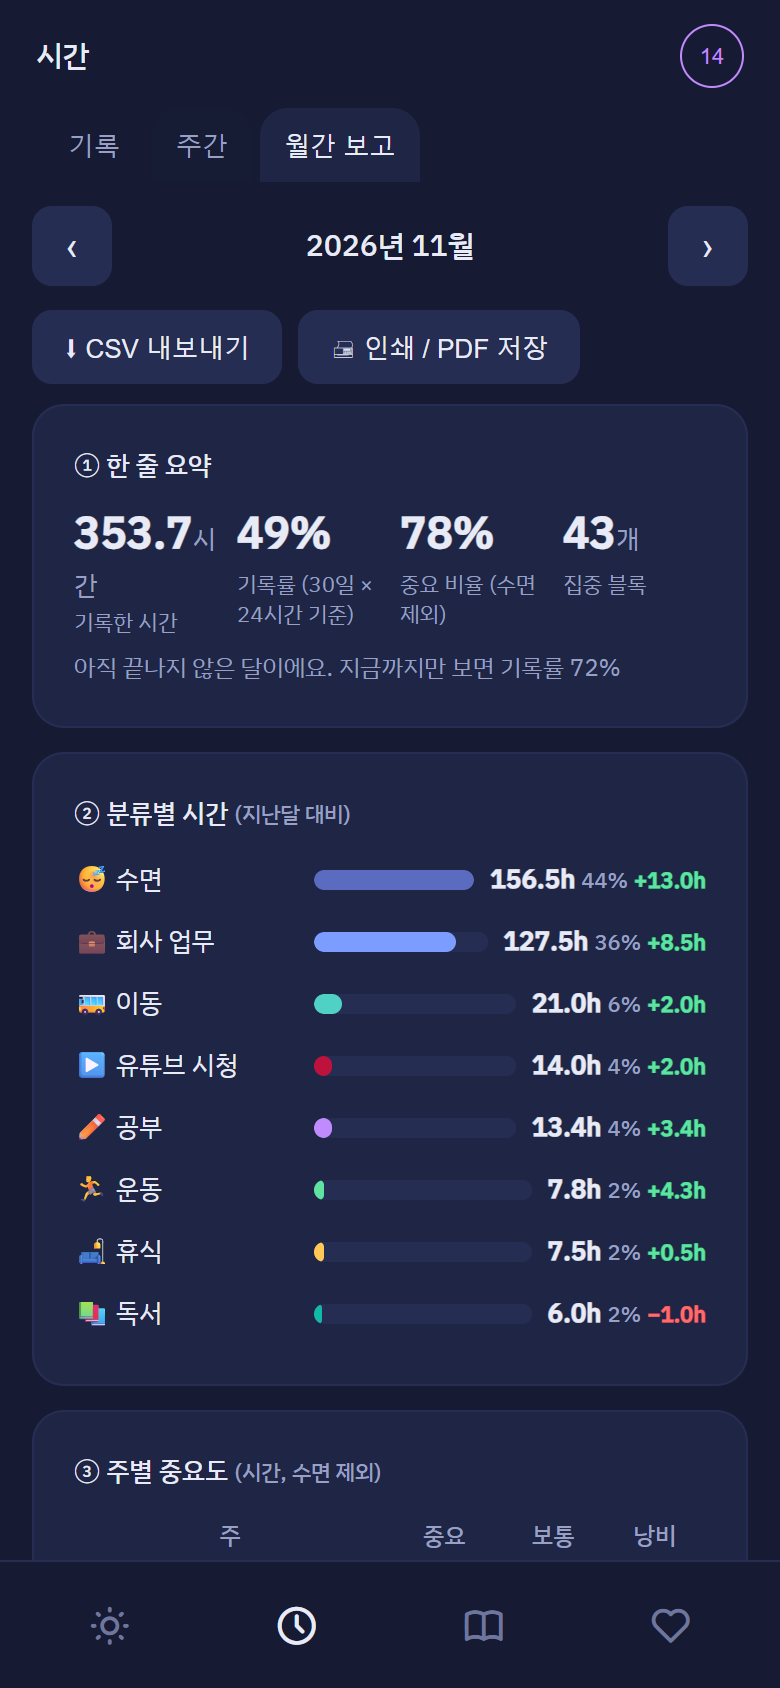 시간
14
기록 주간 월간 보고
‹ 2026년 11월 ›
⬇ CSV 내보내기 🖨 인쇄 / PDF 저장
① 한 줄 요약
353.7시간 49% 78% 43개
기록한 시간 기록률 (30일 × 24시간 기준) 중요 비율 (수면 제외) 집중 블록
아직 끝나지 않은 달이에요. 지금까지만 보면 기록률 72%
② 분류별 시간 (지난달 대비)
😴 수면 156.5h 44% +13.0h
💼 회사 업무 127.5h 36% +8.5h
🚌 이동 21.0h 6% +2.0h
▶️ 유튜브 시청 14.0h 4% +2.0h
✏️ 공부 13.4h 4% +3.4h
🏃 운동 7.8h 2% +4.3h
🛋️ 휴식 7.5h 2% +0.5h
📚 독서 6.0h 2% −1.0h
③ 주별 중요도 (시간, 수면 제외)
주 중요 보통 낭비